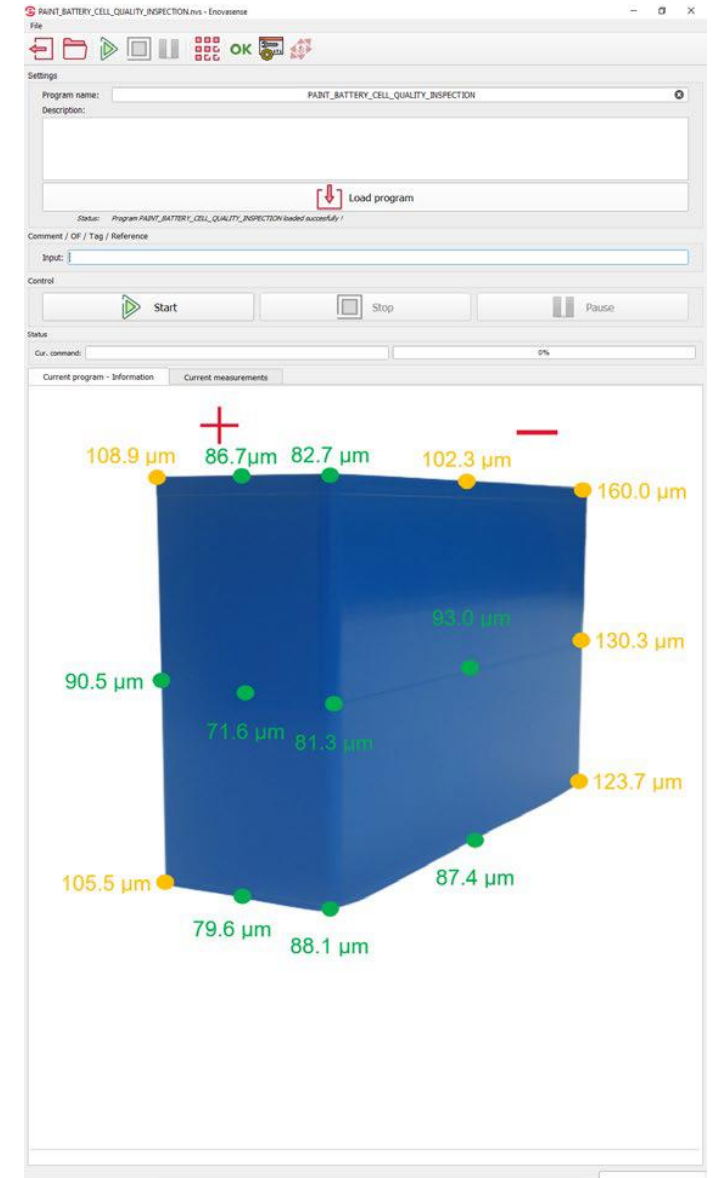 PAINT_BATTERY_CELL_QUALITY_INSPECTION.nvs - Enovasense
File
OK
Settings
Program name: PAINT_BATTERY_CELL_QUALITY_INSPECTION
Description:
Load program
Status: Program PAINT_BATTERY_CELL_QUALITY_INSPECTION loaded succesfully !
Comment / OF / Tag / Reference
Input:
Control
Start Stop Pause
Status
Cur. command: 0%
Current program - Information Current measurements
+ −
108.9 µm 86.7µm 82.7 µm 102.3 µm
160.0 µm
93.0 µm
130.3 µm
90.5 µm
71.6 µm 81.3 µm
123.7 µm
105.5 µm 87.4 µm
79.6 µm
88.1 µm